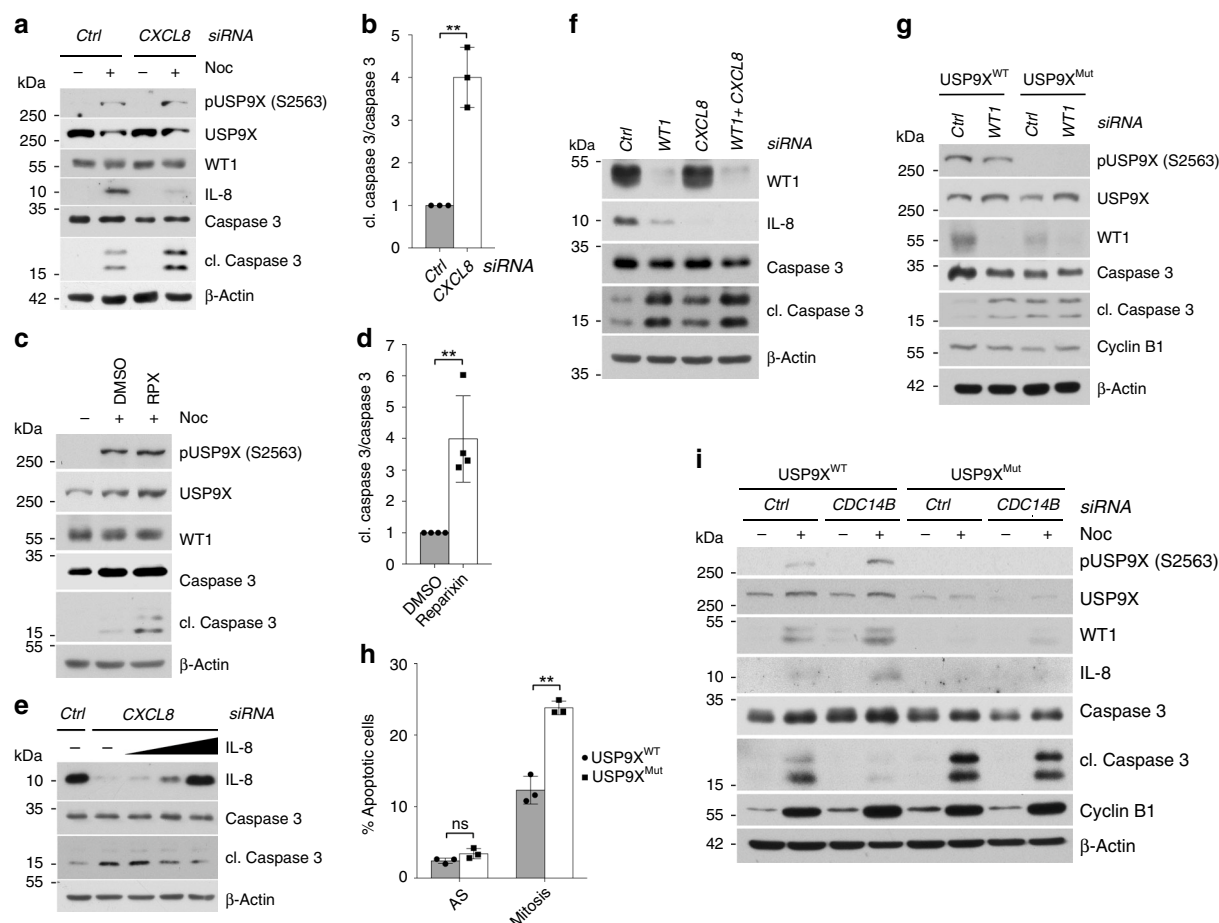 a
Ctrl CXCL8 siRNA
– + – + Noc
kDa
250 pUSP9X (S2563)
250 USP9X
55 WT1
10 IL-8
35 Caspase 3
15 cl. Caspase 3
42 β-Actin
b
**
cl. caspase 3/caspase 3
5
4
3
2
1
0
Ctrl
CXCL8
siRNA
c
DMSO
RPX
– + + Noc
kDa
250 pUSP9X (S2563)
250 USP9X
55 WT1
35 Caspase 3
15 cl. Caspase 3
55 β-Actin
d
**
cl. caspase 3/caspase 3
7
6
5
4
3
2
1
0
DMSO
Reparixin
e
Ctrl CXCL8 siRNA
– – IL-8
kDa
10 IL-8
35 Caspase 3
15 cl. Caspase 3
55 β-Actin
f
Ctrl
WT1
CXCL8
WT1+ CXCL8
siRNA
kDa
55 WT1
10 IL-8
35 Caspase 3
15 cl. Caspase 3
35 β-Actin
g
USP9XWT USP9XMut
Ctrl
WT1
Ctrl
WT1
siRNA
kDa
250 pUSP9X (S2563)
250 USP9X
55 WT1
35 Caspase 3
15 cl. Caspase 3
55 Cyclin B1
42 β-Actin
h
% Apoptotic cells
30
20
10
0
ns
**
USP9XWT
USP9XMut
AS
Mitosis
i
USP9XWT USP9XMut
Ctrl CDC14B Ctrl CDC14B siRNA
– + – + – + – + Noc
kDa
250 pUSP9X (S2563)
250 USP9X
55 WT1
10 IL-8
35 Caspase 3
15 cl. Caspase 3
55 Cyclin B1
42 β-Actin